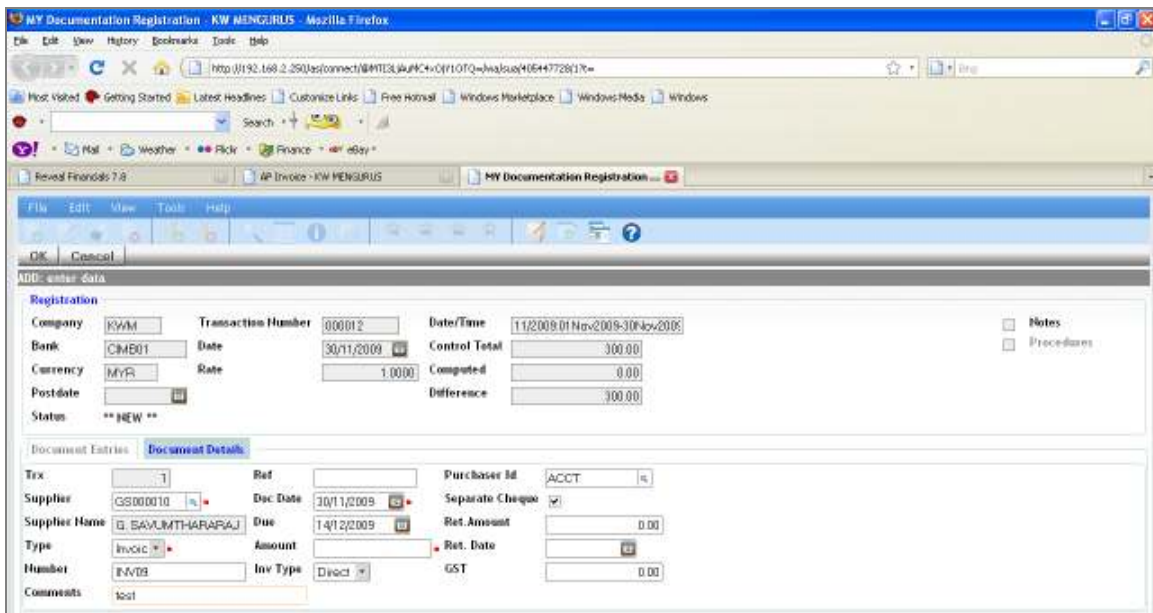 MY Documentation Registration - KW MENGURUS - Mozilla Firefox
File Edit View History Bookmarks Tools Help
Most Visited Getting Started Latest Headlines Customize Links Free Hotmail Windows Marketplace Windows Media Windows
Search
Y! Mail Weather Flickr Finance eBay
Reveal Financials 7.8 AP Invoice - KW MENGURUS MY Documentation Registration ...
File Edit View Tools Help
OK Cancel
ADD: enter data
Registration
Company KWM Transaction Number 000012 Date/Time 11/2009:01Nov2009-30Nov2009 Notes
Bank CIMB01 Date 30/11/2009 Control Total 300.00 Procedures
Currency MYR Rate 1.0000 Computed 0.00
Postdate Difference 300.00
Status ** NEW **
Document Entries Document Details
Trx 1 Ref Purchaser Id ACCT
Supplier GS000010 Doc Date 30/11/2009 Separate Cheque
Supplier Name G. SAVUMTHARARAJ Due 14/12/2009 Ret.Amount 0.00
Type Invoic Amount Ret. Date
Number INV09 Inv Type Direct GST 0.00
Comments test